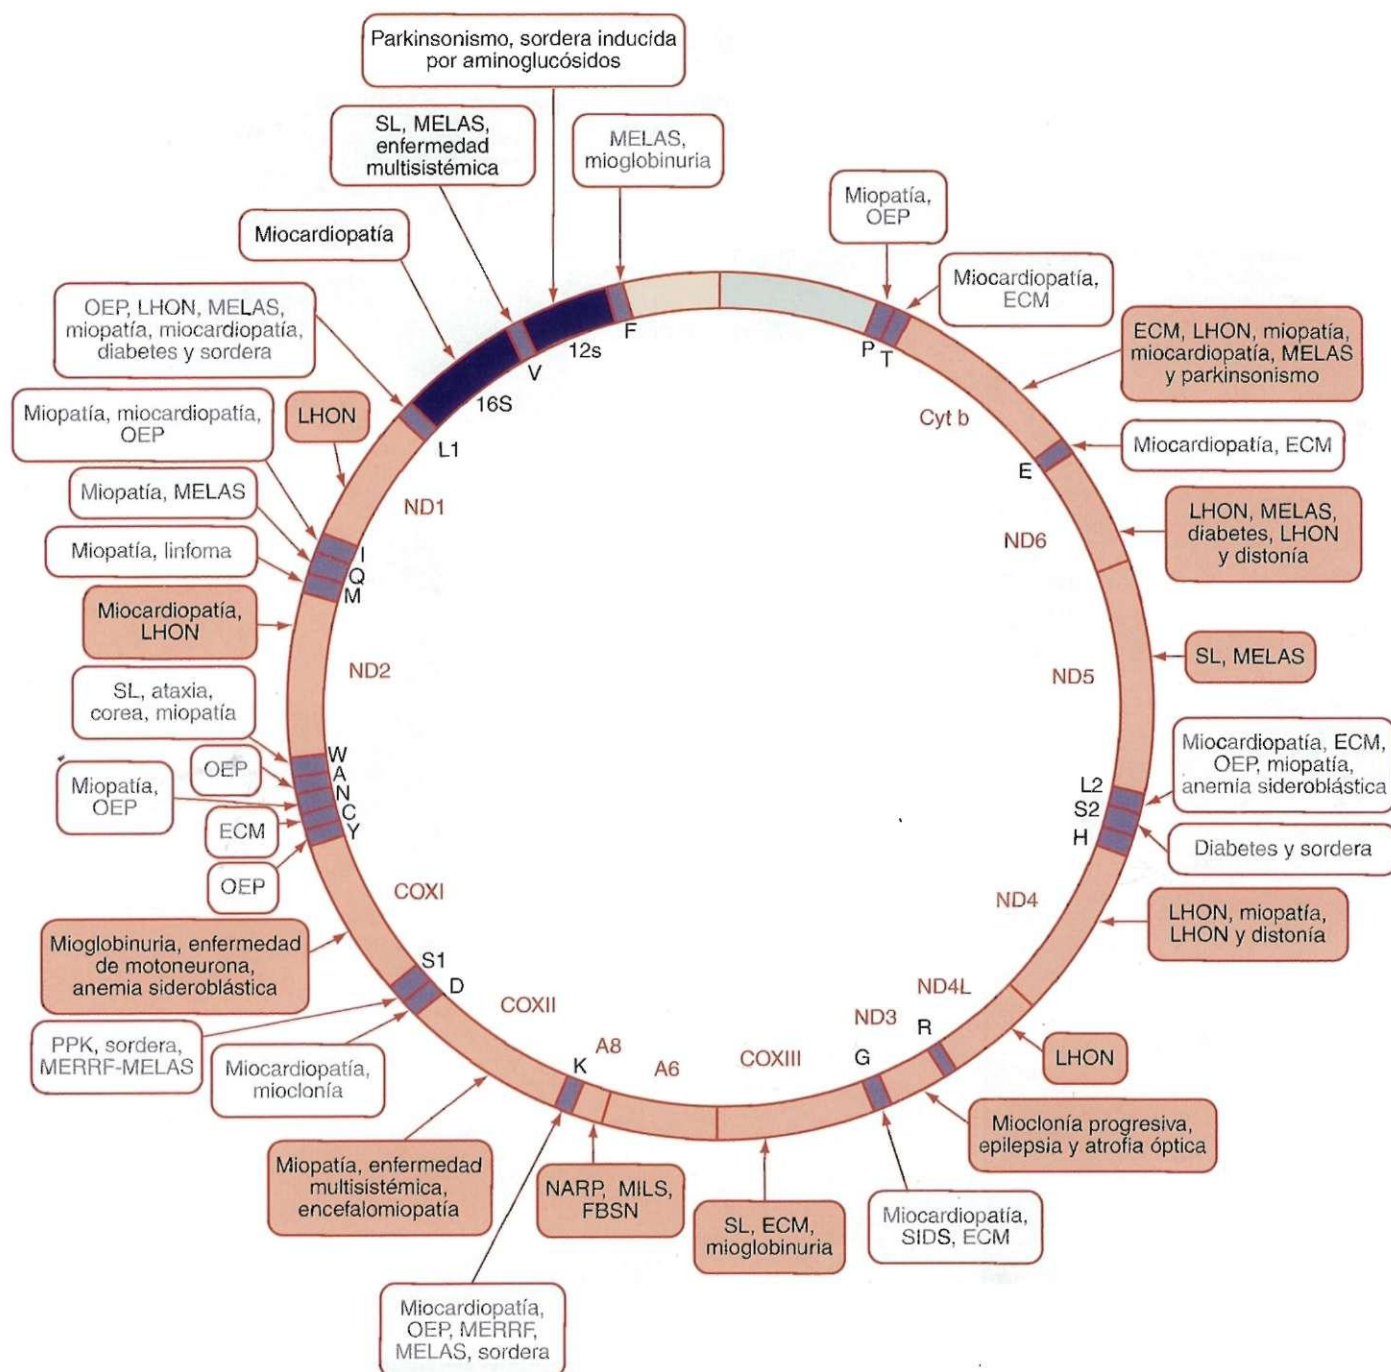 Parkinsonismo, sordera inducida
por aminoglucósidos
SL, MELAS,
enfermedad
multisistémica
MELAS,
mioglobinuria
Miopatía,
OEP
Miocardiopatía
Miocardiopatía,
ECM
OEP, LHON, MELAS,
miopatía, miocardiopatía,
diabetes y sordera
ECM, LHON, miopatía,
miocardiopatía, MELAS
y parkinsonismo
Miopatía, miocardiopatía,
OEP
LHON
Miocardiopatía, ECM
Miopatía, MELAS
LHON, MELAS,
diabetes, LHON
y distonía
Miopatía, linfoma
Miocardiopatía,
LHON
SL, MELAS
SL, ataxia,
corea, miopatía
OEP
Miopatía,
OEP
Miocardiopatía, ECM,
OEP, miopatía,
anemia sideroblástica
ECM
Diabetes y sordera
OEP
LHON, miopatía,
LHON y distonía
Mioglobinuria, enfermedad
de motoneurona,
anemia sideroblástica
PPK, sordera,
MERRF-MELAS
Miocardiopatía,
mioclonía
LHON
Mioclonía progresiva,
epilepsia y atrofia óptica
Miopatía, enfermedad
multisistémica,
encefalomiopatía
NARP, MILS,
FBSN
SL, ECM,
mioglobinuria
Miocardiopatía,
SIDS, ECM
Miocardiopatía,
OEP, MERRF,
MELAS, sordera
F
12s
V
16S
L1
ND1
I
Q
M
ND2
W
A
N
C
Y
COXI
S1
D
COXII
K
A8
A6
COXIII
G
ND3
R
ND4L
ND4
H
S2
L2
ND5
ND6
E
Cyt b
T
P